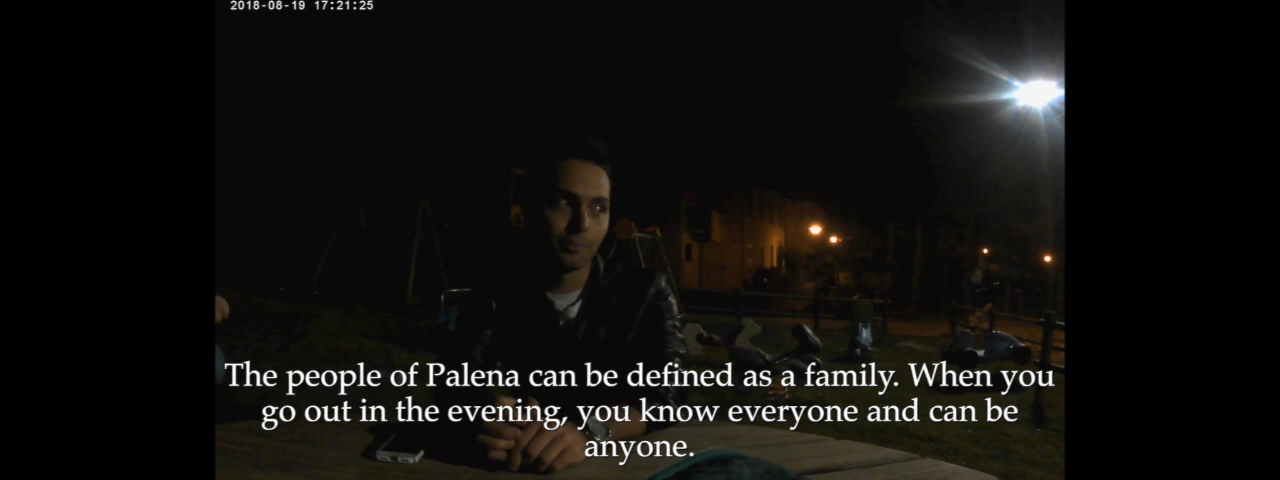 2018-08-19 17:21:25
The people of Palena can be defined as a family. When you
go out in the evening, you know everyone and can be
anyone.